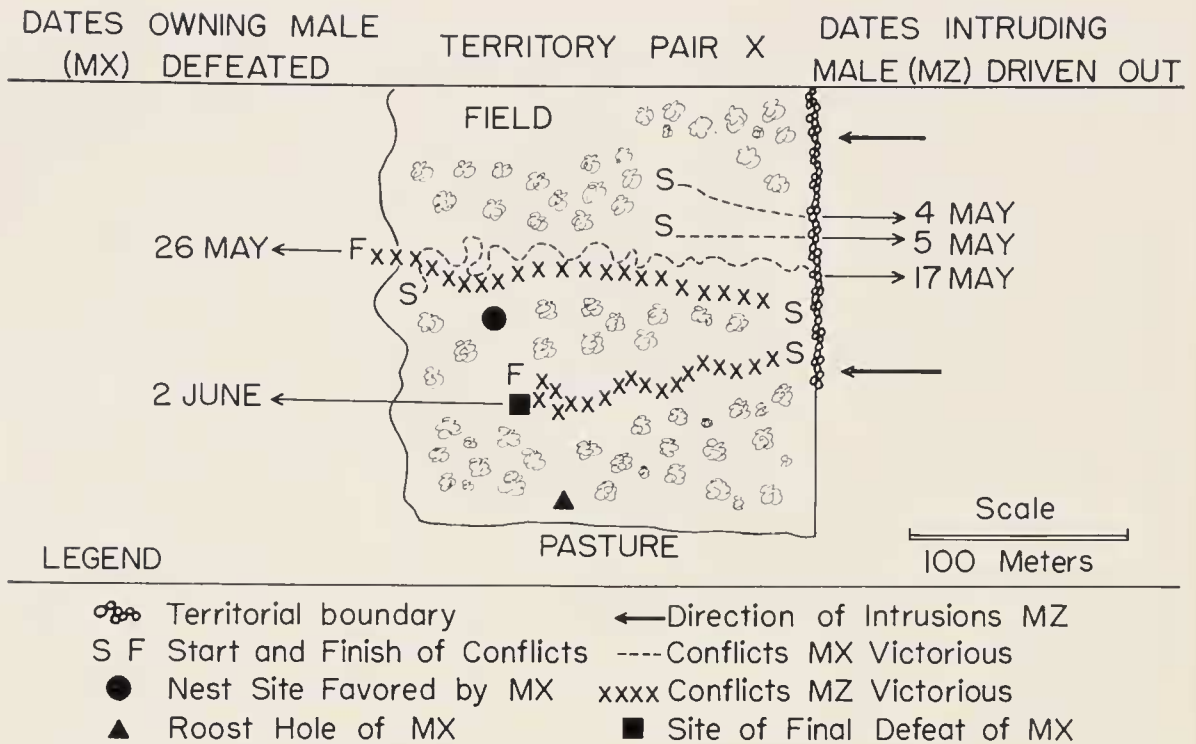 DATES OWNING MALE
(MX) DEFEATED
TERRITORY PAIR X
DATES INTRUDING
MALE (MZ) DRIVEN OUT
FIELD
S
4 MAY
S
5 MAY
26 MAY
F
17 MAY
S
S
S
F
2 JUNE
Scale
100 Meters
PASTURE
LEGEND
Territorial boundary
Direction of Intrusions MZ
S F Start and Finish of Conflicts
---- Conflicts MX Victorious
Nest Site Favored by MX
xxxx Conflicts MZ Victorious
Roost Hole of MX
Site of Final Defeat of MX